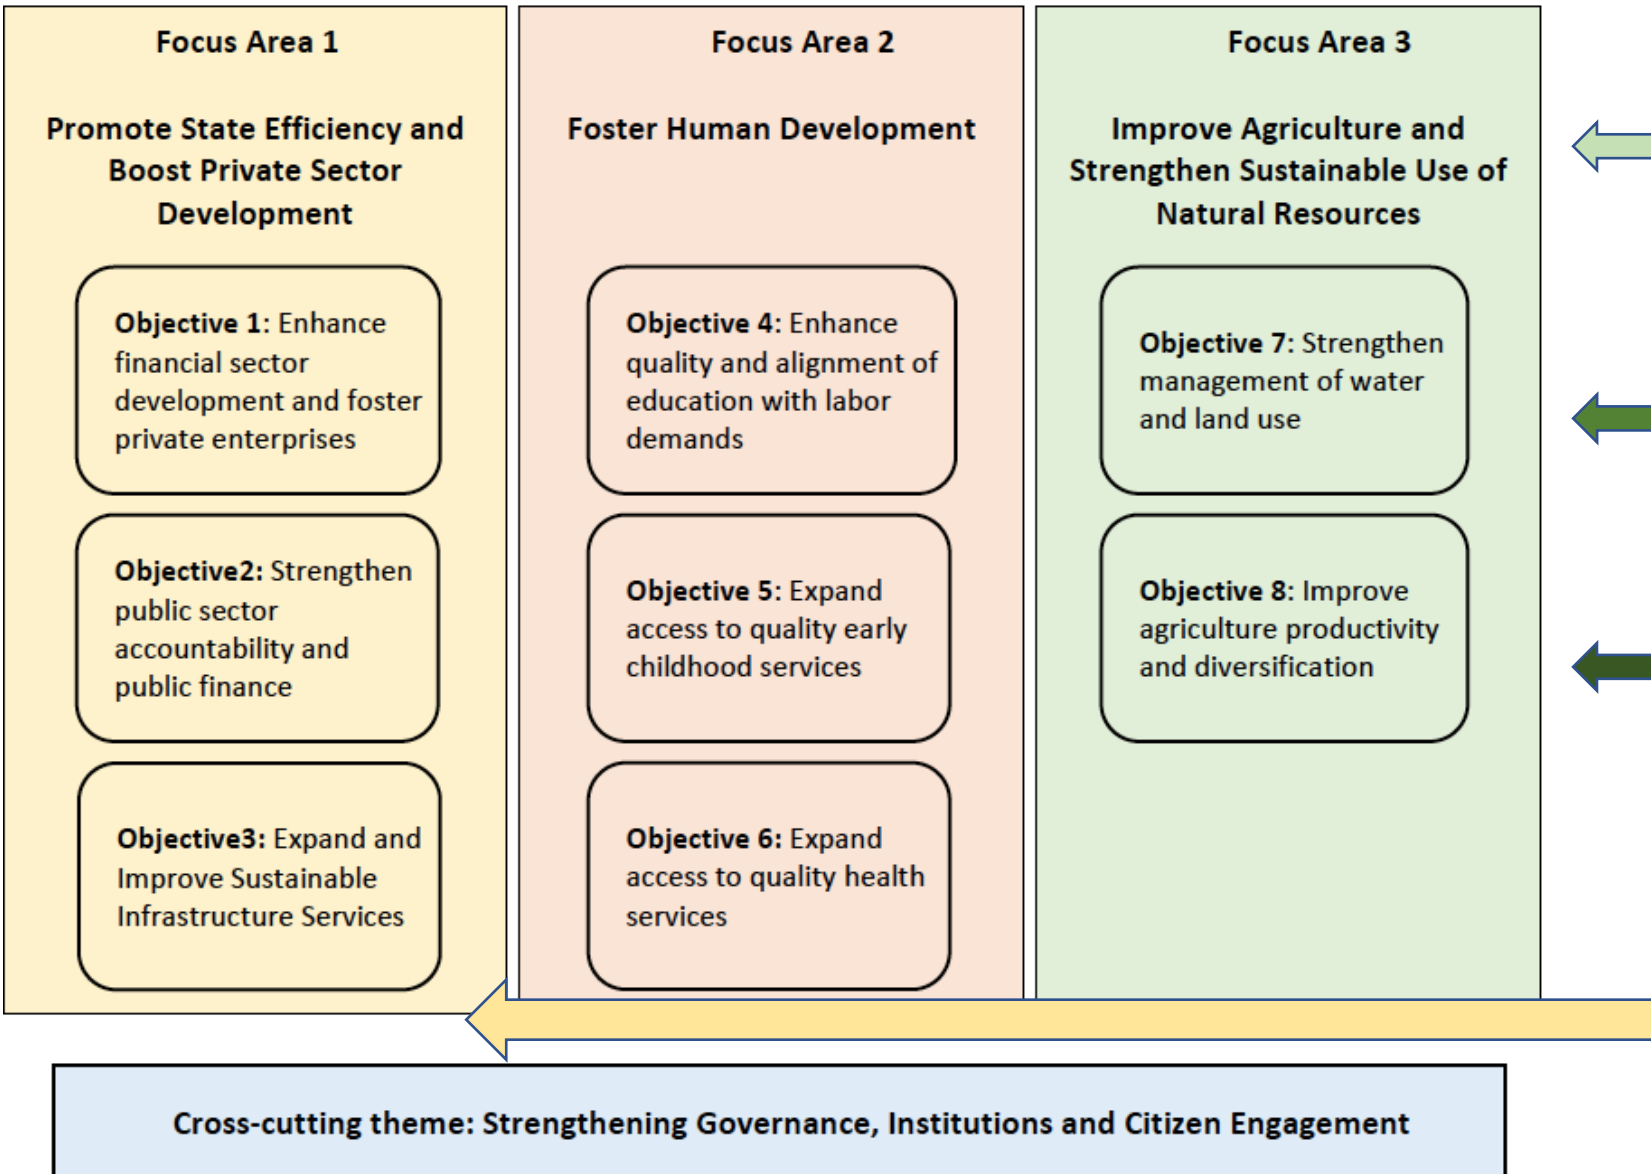 Focus Area 1
Promote State Efficiency and
Boost Private Sector
Development
Objective 1: Enhance
financial sector
development and foster
private enterprises
Objective2: Strengthen
public sector
accountability and
public finance
Objective3: Expand and
Improve Sustainable
Infrastructure Services
Focus Area 2
Foster Human Development
Objective 4: Enhance
quality and alignment of
education with labor
demands
Objective 5: Expand
access to quality early
childhood services
Objective 6: Expand
access to quality health
services
Focus Area 3
Improve Agriculture and
Strengthen Sustainable Use of
Natural Resources
Objective 7: Strengthen
management of water
and land use
Objective 8: Improve
agriculture productivity
and diversification
Cross-cutting theme: Strengthening Governance, Institutions and Citizen Engagement